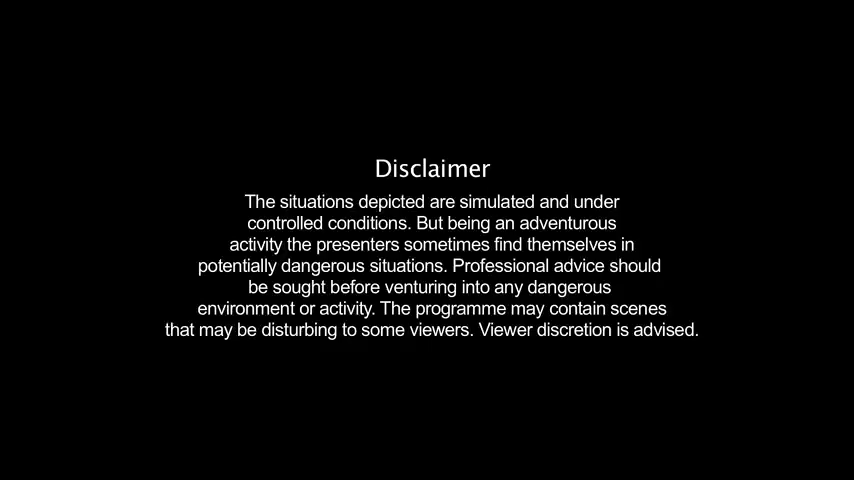 Disclaimer
The situations depicted are simulated and under
controlled conditions. But being an adventurous
activity the presenters sometimes find themselves in
potentially dangerous situations. Professional advice should
be sought before venturing into any dangerous
environment or activity. The programme may contain scenes
that may be disturbing to some viewers. Viewer discretion is advised.